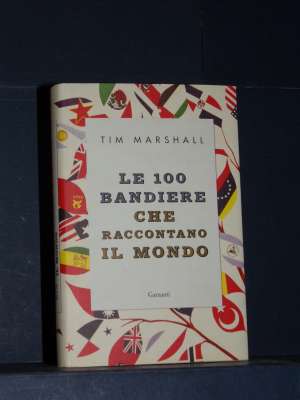 TIM MARSHALL
LE 100
BANDIERE
CHE
RACCONTANO
IL MONDO
Garzanti